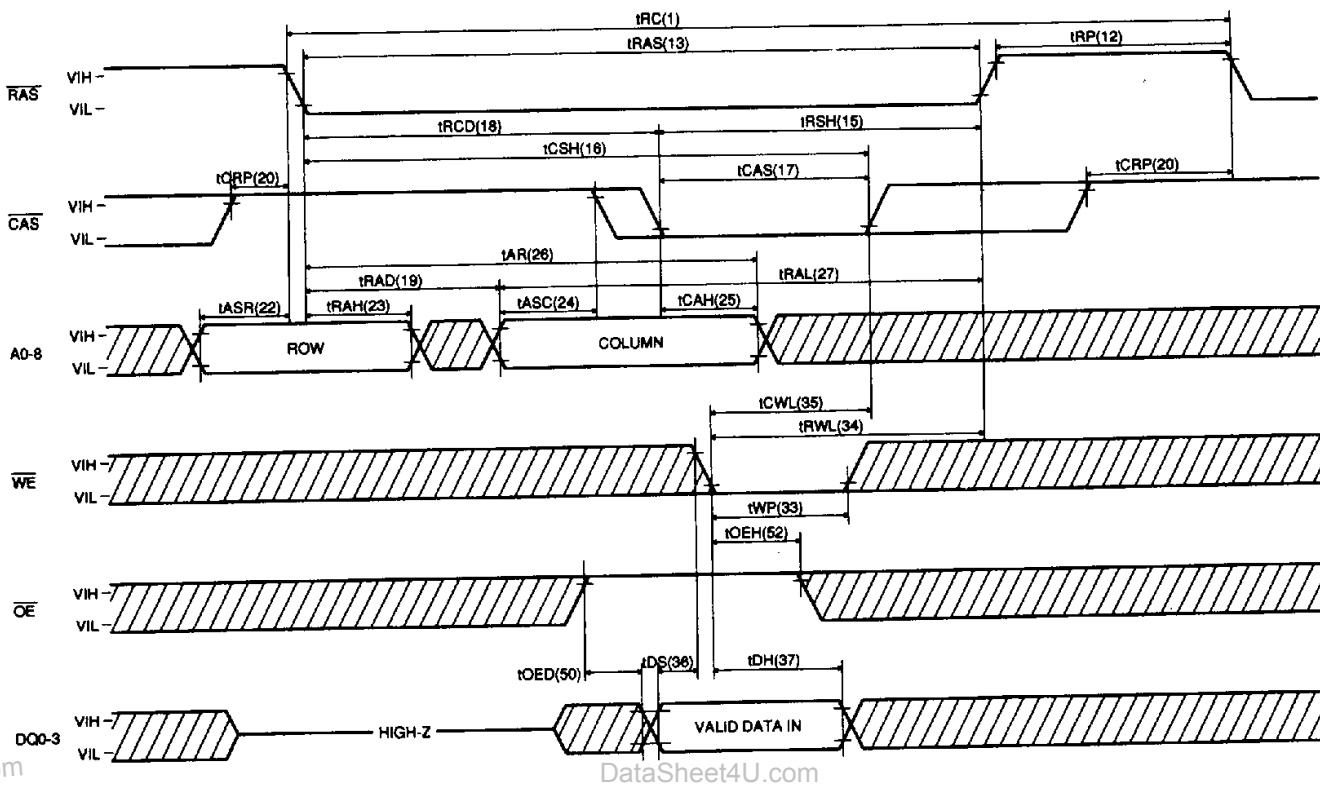 tRC(1)
tRAS(13)
tRP(12)
RAS
VIH
VIL
tRCD(18)
tRSH(15)
tCSH(16)
tCRP(20)
tCAS(17)
tCRP(20)
CAS
VIH
VIL
tAR(26)
tRAD(19)
tRAL(27)
tASR(22)
tRAH(23)
tASC(24)
tCAH(25)
A0-8
VIH
VIL
ROW
COLUMN
tCWL(35)
tRWL(34)
WE
VIH
VIL
tWP(33)
tOEH(52)
OE
VIH
VIL
tOED(50)
tDS(36)
tDH(37)
DQ0-3
VIH
VIL
HIGH-Z
VALID DATA IN
DataSheet4U.com